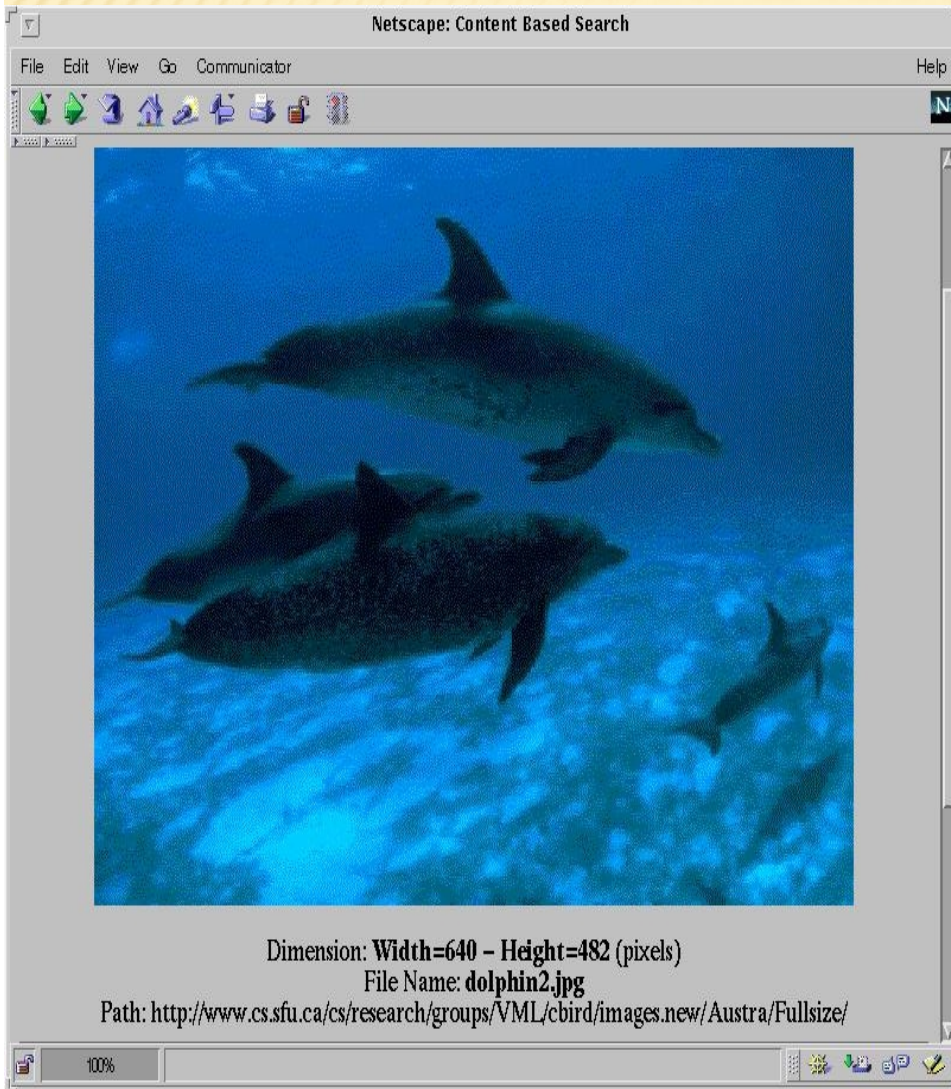 Netscape: Content Based Search
File Edit View Go Communicator Help
N
Dimension: Width=640 – Height=482 (pixels)
File Name: dolphin2.jpg
Path: http://www.cs.sfu.ca/cs/research/groups/VML/cbird/images.new/Austra/Fullsize/
100%